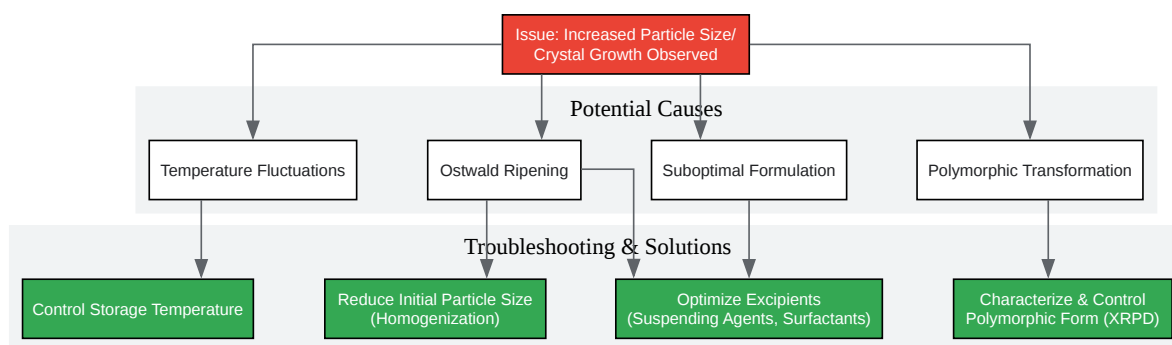 Issue: Increased Particle Size/
Crystal Growth Observed
Potential Causes
Temperature Fluctuations
Ostwald Ripening
Suboptimal Formulation
Polymorphic Transformation
Troubleshooting & Solutions
Control Storage Temperature
Reduce Initial Particle Size
(Homogenization)
Optimize Excipients
(Suspending Agents, Surfactants)
Characterize & Control
Polymorphic Form (XRPD)